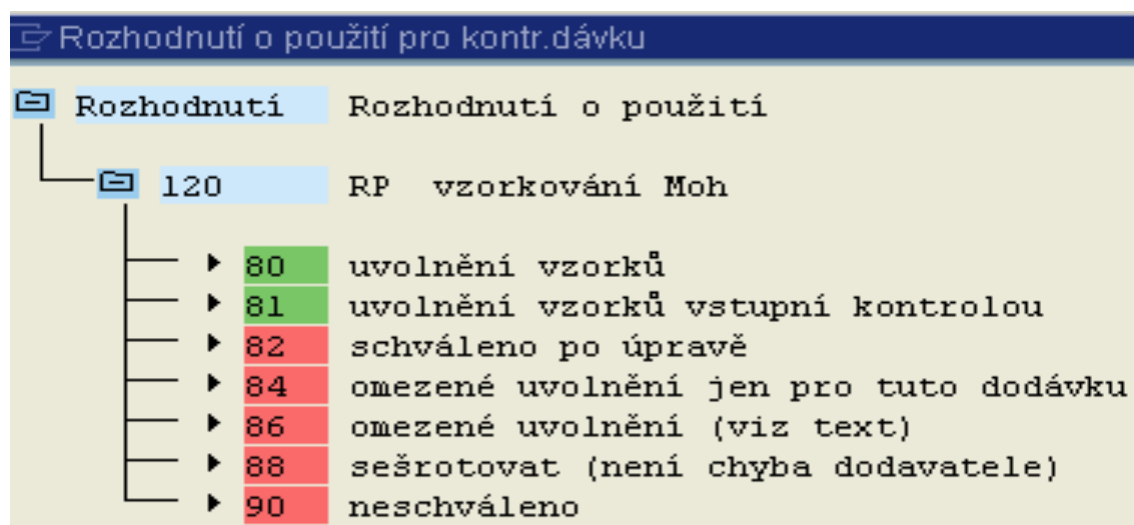 Rozhodnutí o použití pro kontr.dávku
Rozhodnutí Rozhodnutí o použití
120 RP vzorkování Moh
80 uvolnění vzorků
81 uvolnění vzorků vstupní kontrolou
82 schváleno po úpravě
84 omezené uvolnění jen pro tuto dodávku
86 omezené uvolnění (viz text)
88 sešrotovat (není chyba dodavatele)
90 neschváleno